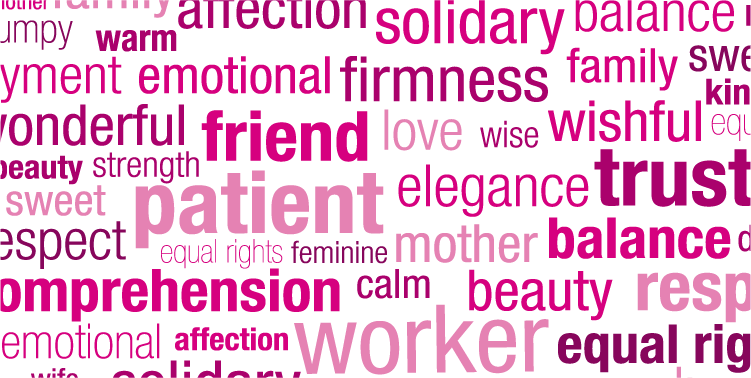 mother family affection solidary balance
umpy warm
yment emotional firmness family swe
kin
wonderful friend love wise wishful equ
beauty strength
sweet patient elegance trust
espect equal rights feminine mother balance d
omprehension calm beauty resp
emotional affection worker equal rig
wife solidary